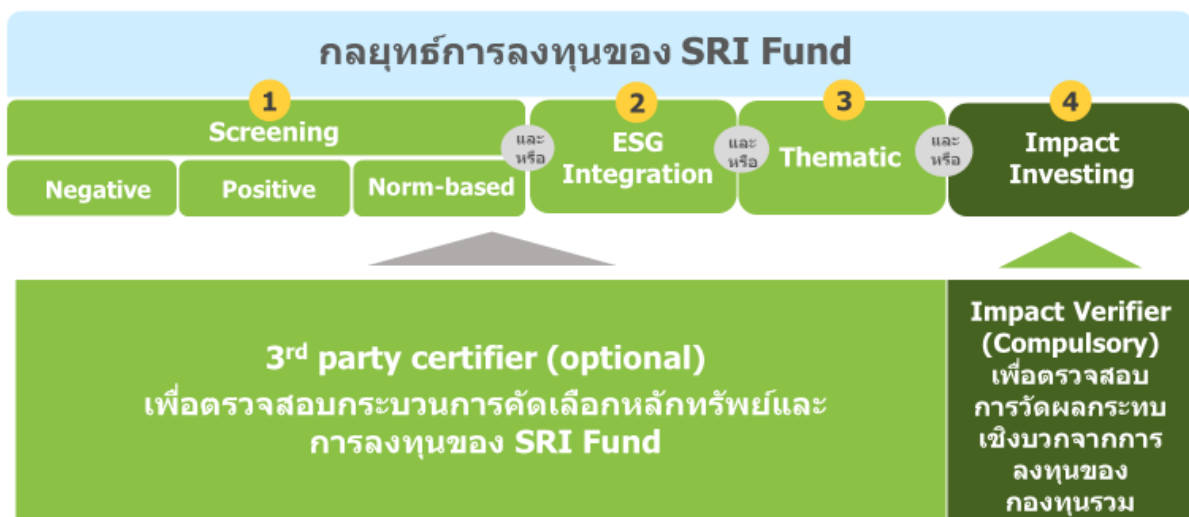 กลยุทธ์การลงทุนของ SRI Fund
1
Screening
Negative
Positive
Norm-based
และ
หรือ
2
ESG
Integration
และ
หรือ
3
Thematic
และ
หรือ
4
Impact
Investing
3rd party certifier (optional)
เพื่อตรวจสอบกระบวนการคัดเลือกหลักทรัพย์และ
การลงทุนของ SRI Fund
Impact Verifier
(Compulsory)
เพื่อตรวจสอบ
การวัดผลกระทบ
เชิงบวกจากการ
ลงทุนของ
กองทุนรวม